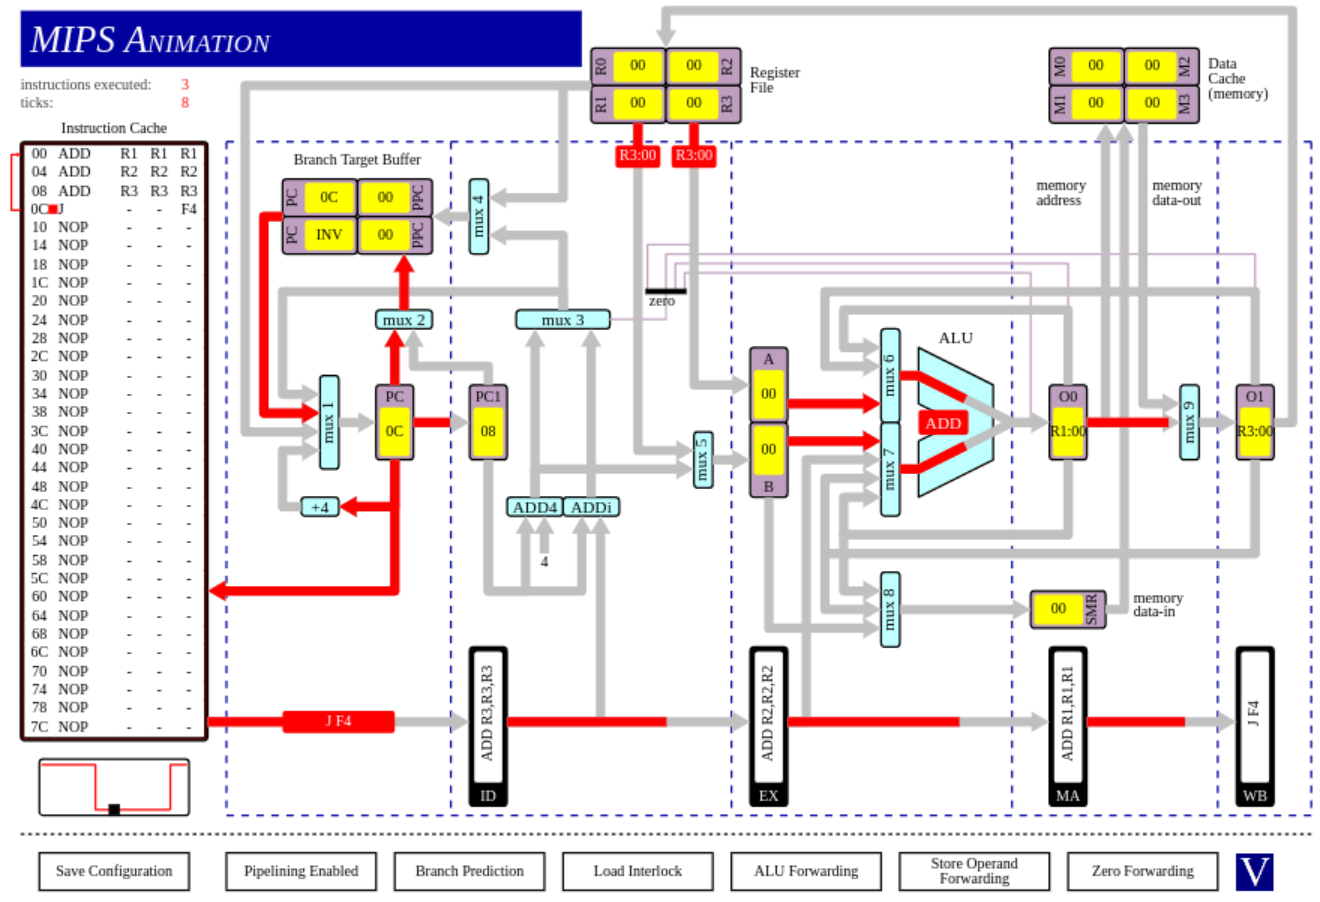 MIPS ANIMATION
instructions executed: 3
ticks: 8
Instruction Cache
00 ADD R1 R1 R1
04 ADD R2 R2 R2
08 ADD R3 R3 R3
0C J - - F4
10 NOP - - -
14 NOP - - -
18 NOP - - -
1C NOP - - -
20 NOP - - -
24 NOP - - -
28 NOP - - -
2C NOP - - -
30 NOP - - -
34 NOP - - -
38 NOP - - -
3C NOP - - -
40 NOP - - -
44 NOP - - -
48 NOP - - -
4C NOP - - -
50 NOP - - -
54 NOP - - -
58 NOP - - -
5C NOP - - -
60 NOP - - -
64 NOP - - -
68 NOP - - -
6C NOP - - -
70 NOP - - -
74 NOP - - -
78 NOP - - -
7C NOP - - -
R0 00 00 R2
R1 00 00 R3
Register
File
R3:00 R3:00
M0 00 00 M2
M1 00 00 M3
Data
Cache
(memory)
memory
address
memory
data-out
Branch Target Buffer
PC 0C 00 PPC
PC INV 00 PPC
mux 4
mux 2
mux 3
zero
mux 1
PC
0C
PC1
08
+4
ADD4 ADDi
4
mux 5
A
00
00
B
mux 6
mux 7
ALU
ADD
mux 8
O0
R1:00
mux 9
O1
R3:00
00 SMR
memory
data-in
J F4
ADD R3,R3,R3
ID
ADD R2,R2,R2
EX
ADD R1,R1,R1
MA
J F4
WB
Save Configuration
Pipelining Enabled
Branch Prediction
Load Interlock
ALU Forwarding
Store Operand
Forwarding
Zero Forwarding
V